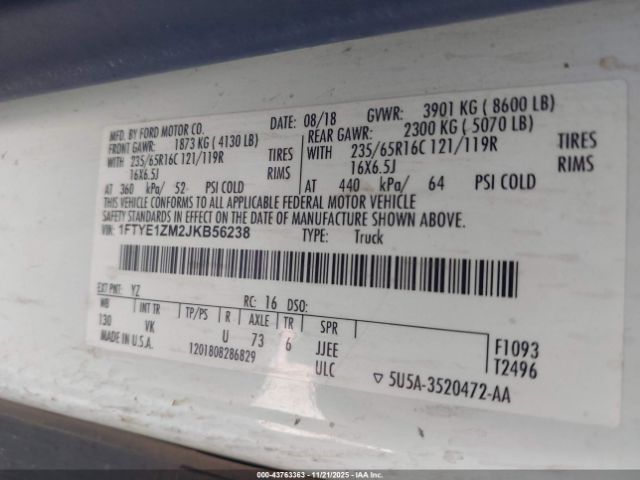 MFD. BY FORD MOTOR CO.
DATE: 08/18 GVWR: 3901 KG ( 8600 LB)
FRONT GAWR: 1873 KG ( 4130 LB)
REAR GAWR: 2300 KG ( 5070 LB)
WITH 235/65R16C 121/119R TIRES
WITH 235/65R16C 121/119R TIRES
16X6.5J RIMS
16X6.5J RIMS
AT 360 kPa/ 52 PSI COLD
AT 440 kPa/ 64 PSI COLD
THIS VEHICLE CONFORMS TO ALL APPLICABLE FEDERAL MOTOR VEHICLE
SAFETY STANDARDS IN EFFECT ON THE DATE OF MANUFACTURE SHOWN ABOVE.
VIN: 1FTYE1ZM2JKB56238
TYPE: Truck
EXT PNT: YZ RC: 16 DSO:
WB INT TR TP/PS R AXLE TR SPR
130 VK U 73 6 JJEE
F1093
MADE IN U.S.A. 1201808286829 ULC
T2496
▽ 5U5A-3520472-AA
000-43763363 - 11/21/2025 - IAA Inc.